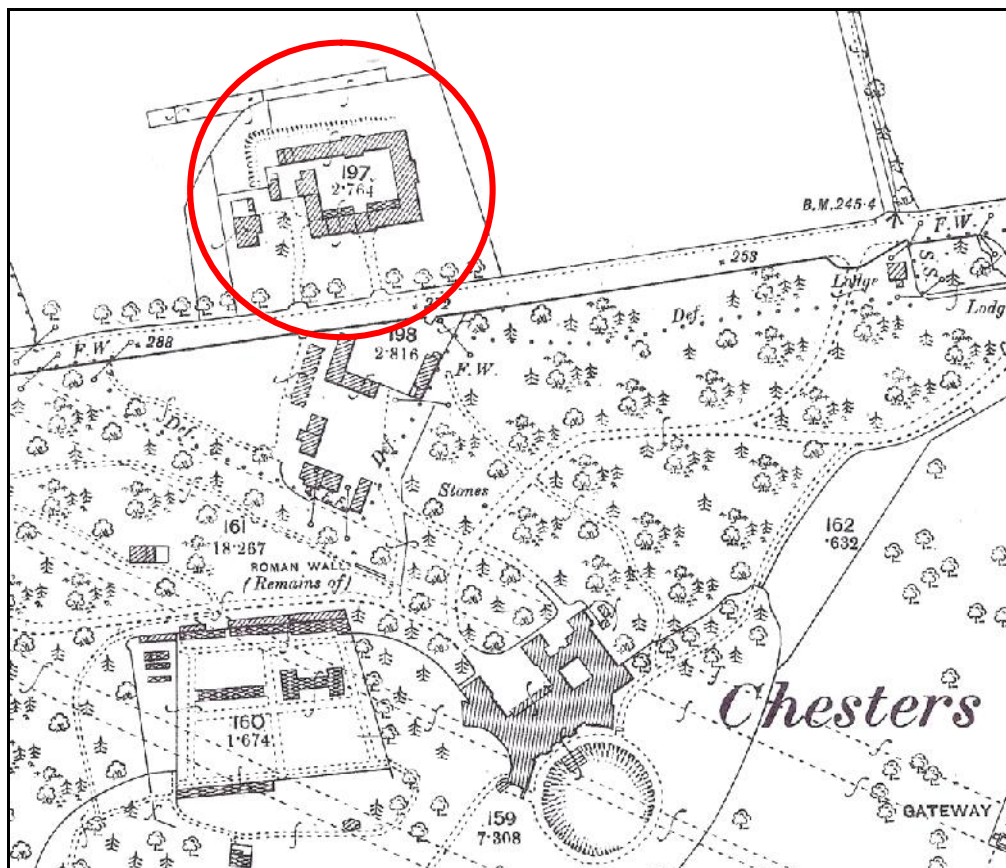 197
2·764
B.M.245·4
F.W.
253
S.S.
Lodge
Def.
198
2·816
F.W.
288
F.W.
Def.
Def.
Stones
161
18·267
162
·632
ROMAN WALL
(Remains of)
Chesters
160
1·674
159
7·308
GATEWAY